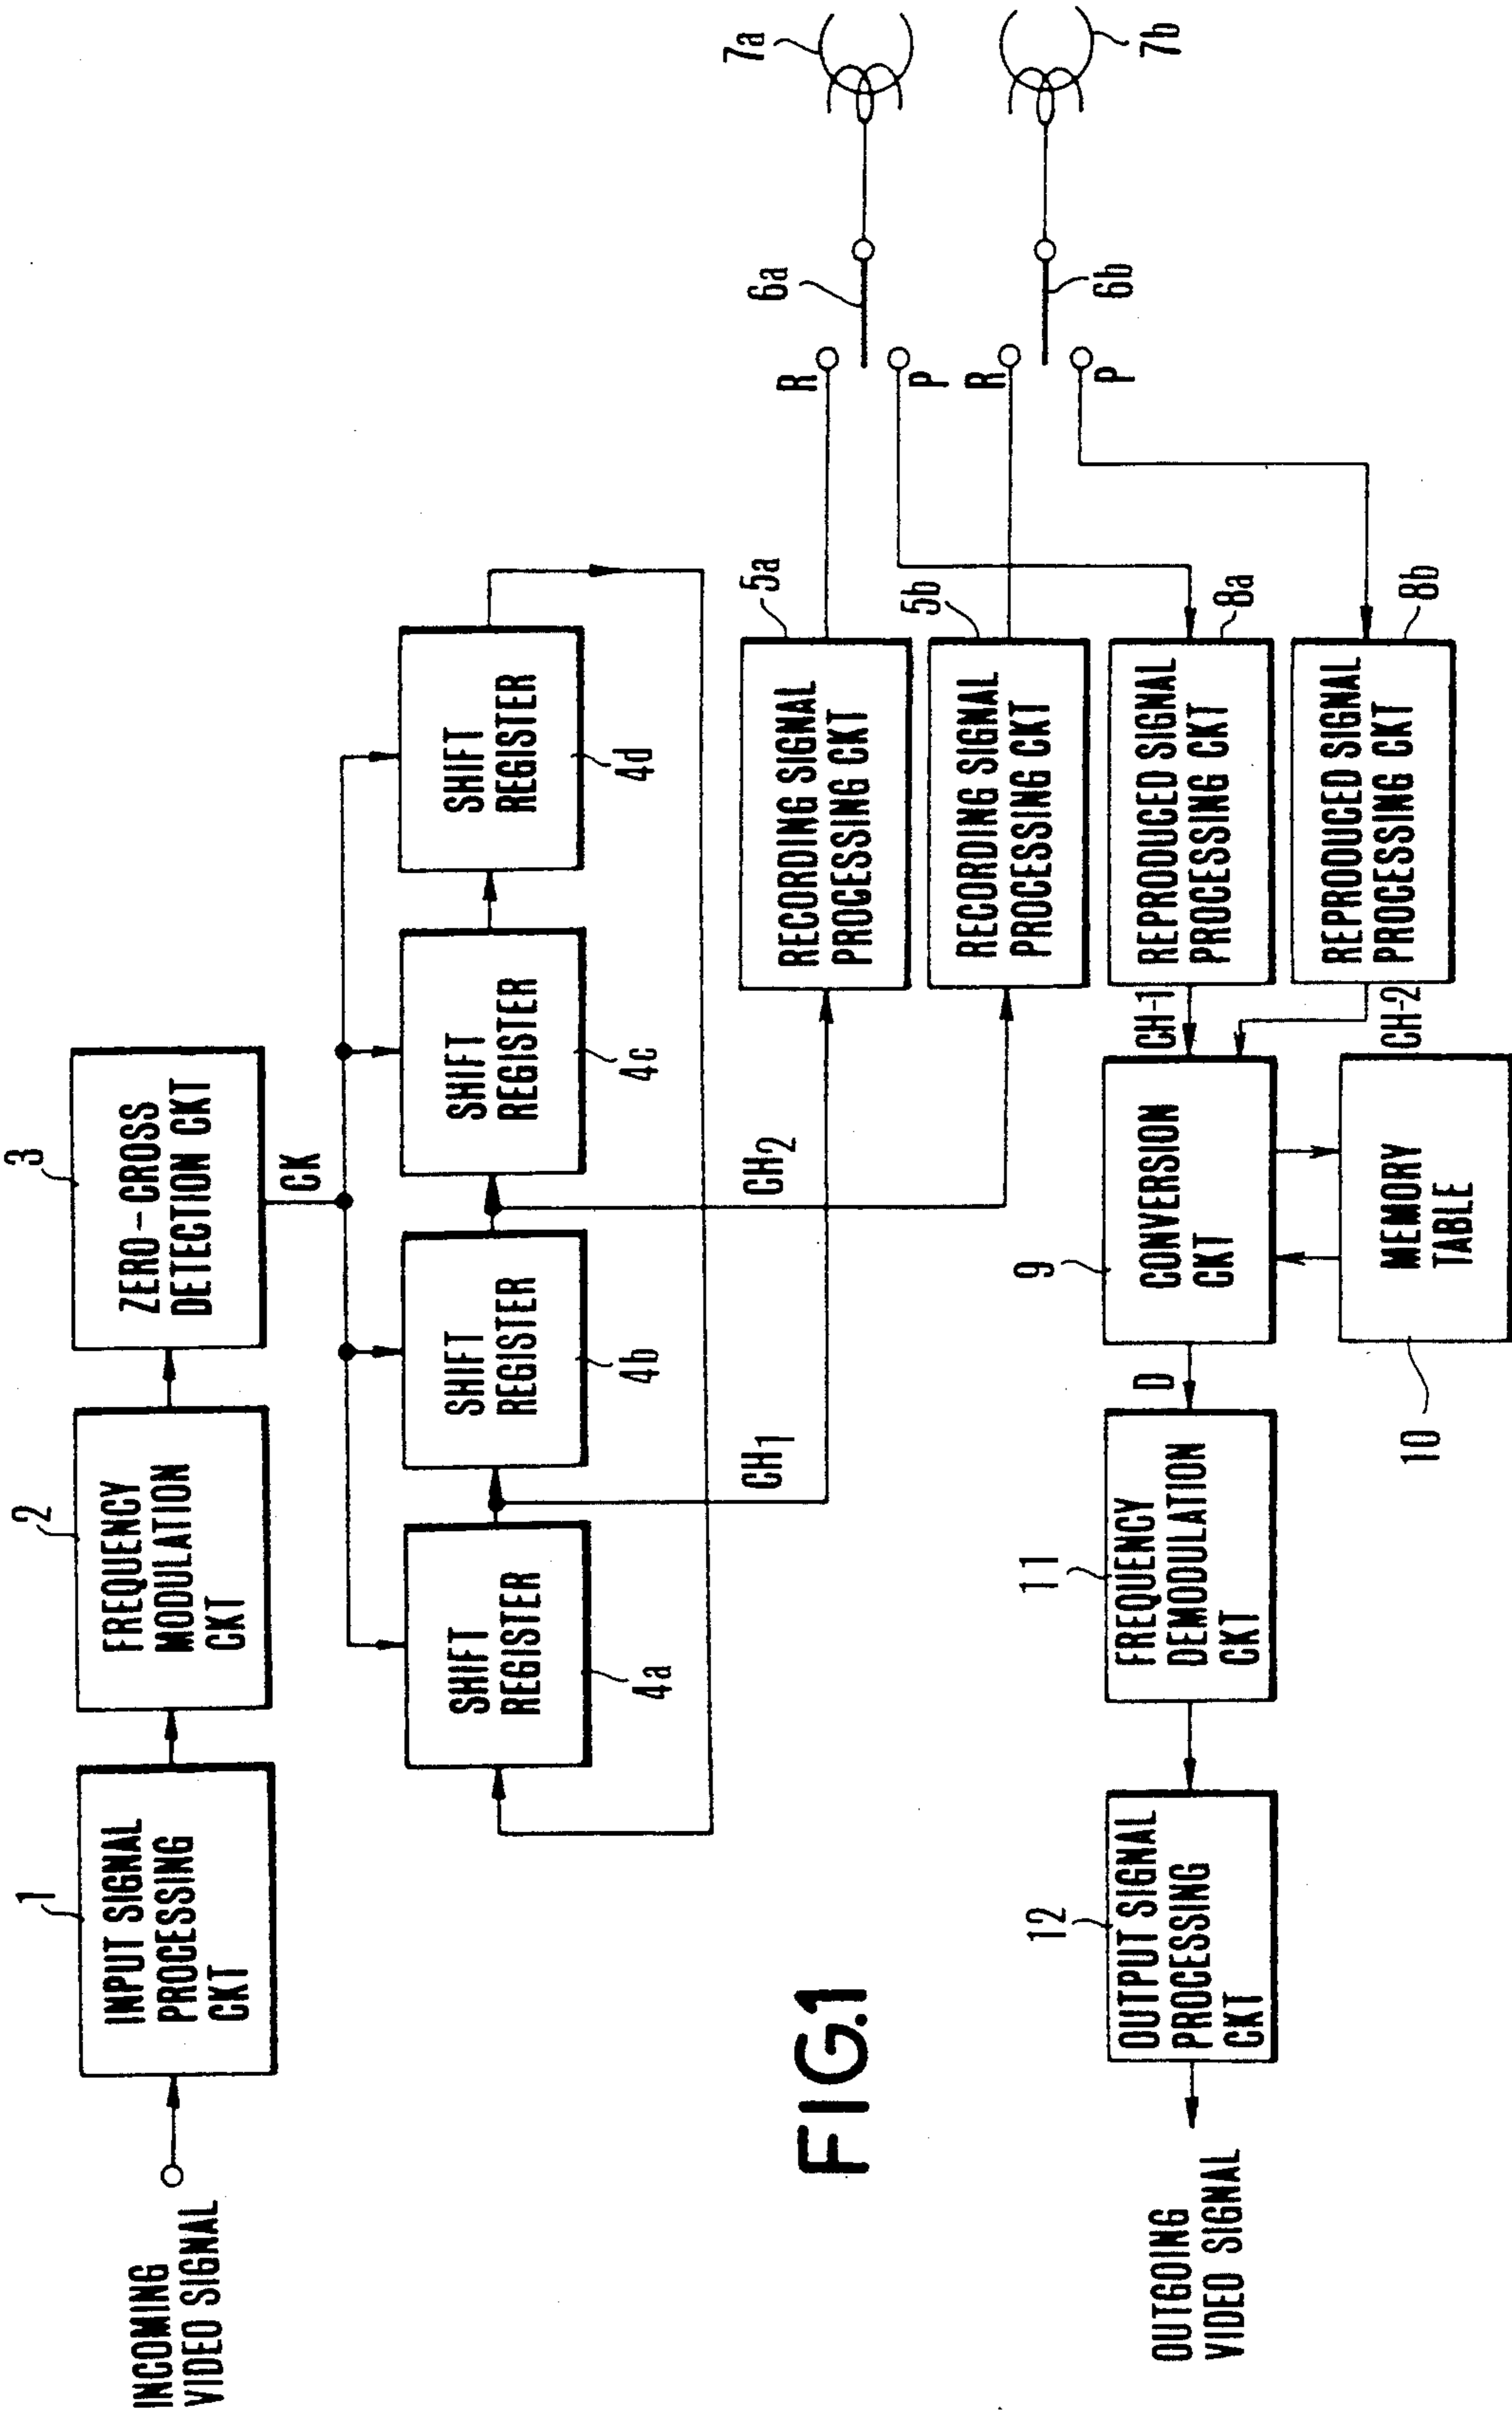 INCOMING
VIDEO SIGNAL
1
INPUT SIGNAL
PROCESSING
CKT
2
FREQUENCY
MODULATION
CKT
3
ZERO-CROSS
DETECTION CKT
CK
SHIFT
REGISTER
4a
SHIFT
REGISTER
4b
SHIFT
REGISTER
4c
SHIFT
REGISTER
4d
CH1
CH2
5a
RECORDING SIGNAL
PROCESSING CKT
5b
RECORDING SIGNAL
PROCESSING CKT
R
P
6a
7a
R
P
6b
7b
8a
REPRODUCED SIGNAL
PROCESSING CKT
8b
REPRODUCED SIGNAL
PROCESSING CKT
CH-1
CH-2
9
CONVERSION
CKT
MEMORY
TABLE
10
D
11
FREQUENCY
DEMODULATION
CKT
12
OUTPUT SIGNAL
PROCESSING
CKT
OUTGOING
VIDEO SIGNAL
FIG.1